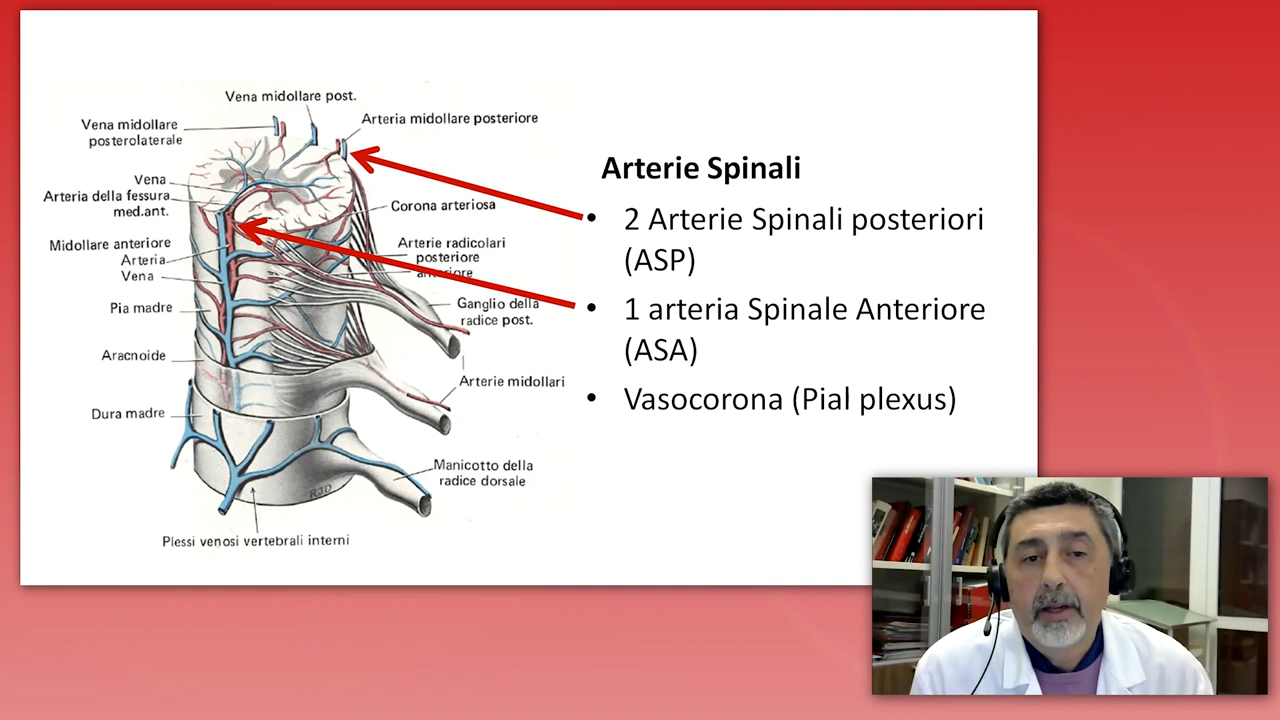 Vena midollare post.
Vena midollare
posterolaterale
Arteria midollare posteriore
Vena
Arteria della fessura
med.ant.
Corona arteriosa
Midollare anteriore
Arteria
Vena
Arterie radicolari
posteriore
anteriore
Pia madre
Ganglio della
radice post.
Aracnoide
Arterie midollari
Dura madre
Manicotto della
radice dorsale
RJD
Plessi venosi vertebrali interni
Arterie Spinali
• 2 Arterie Spinali posteriori
(ASP)
• 1 arteria Spinale Anteriore
(ASA)
• Vasocorona (Pial plexus)